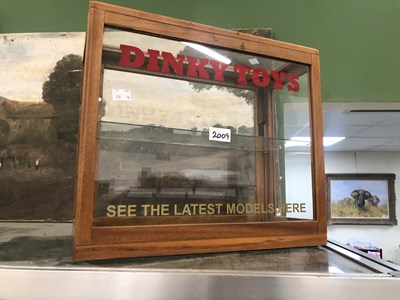 DINKY TOYS
2009
SEE THE LATEST MODELS HERE